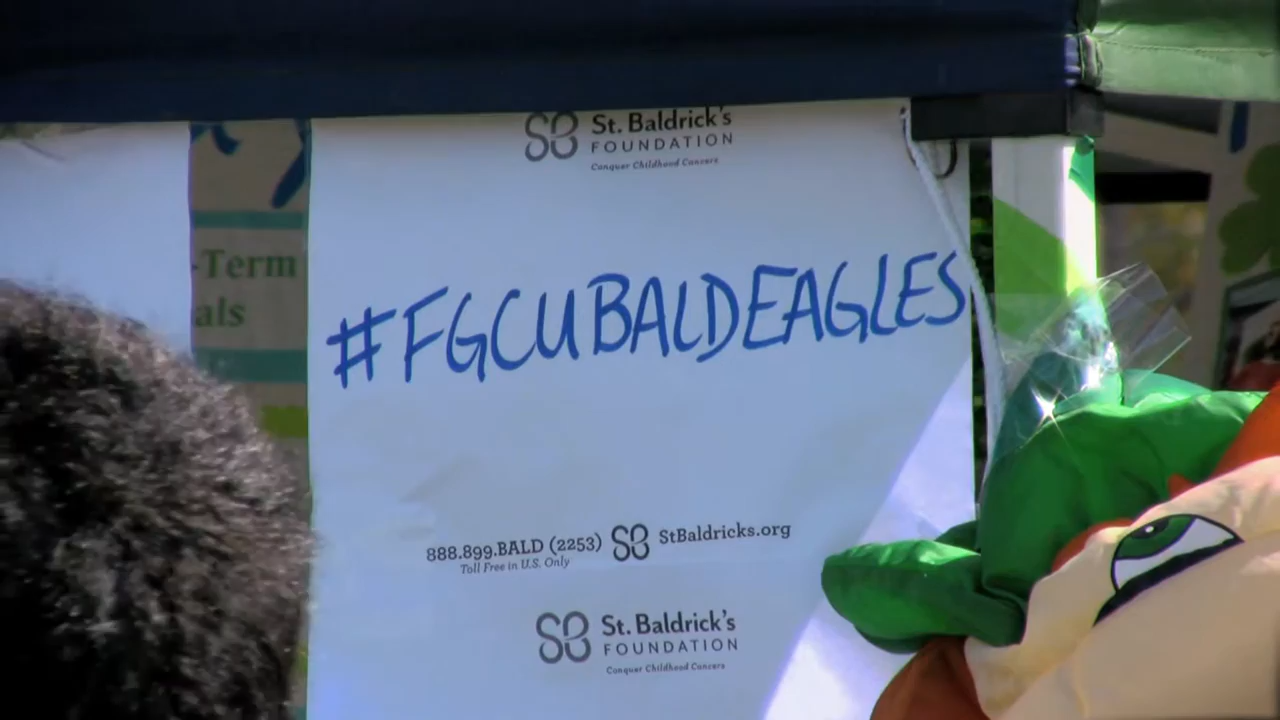 St. Baldrick's
FOUNDATION
Conquer Childhood Cancers
-Term
als
#FGCUBALDEAGLES
888.899.BALD (2253) StBaldricks.org
Toll Free in U.S. Only
St. Baldrick's
FOUNDATION
Conquer Childhood Cancers